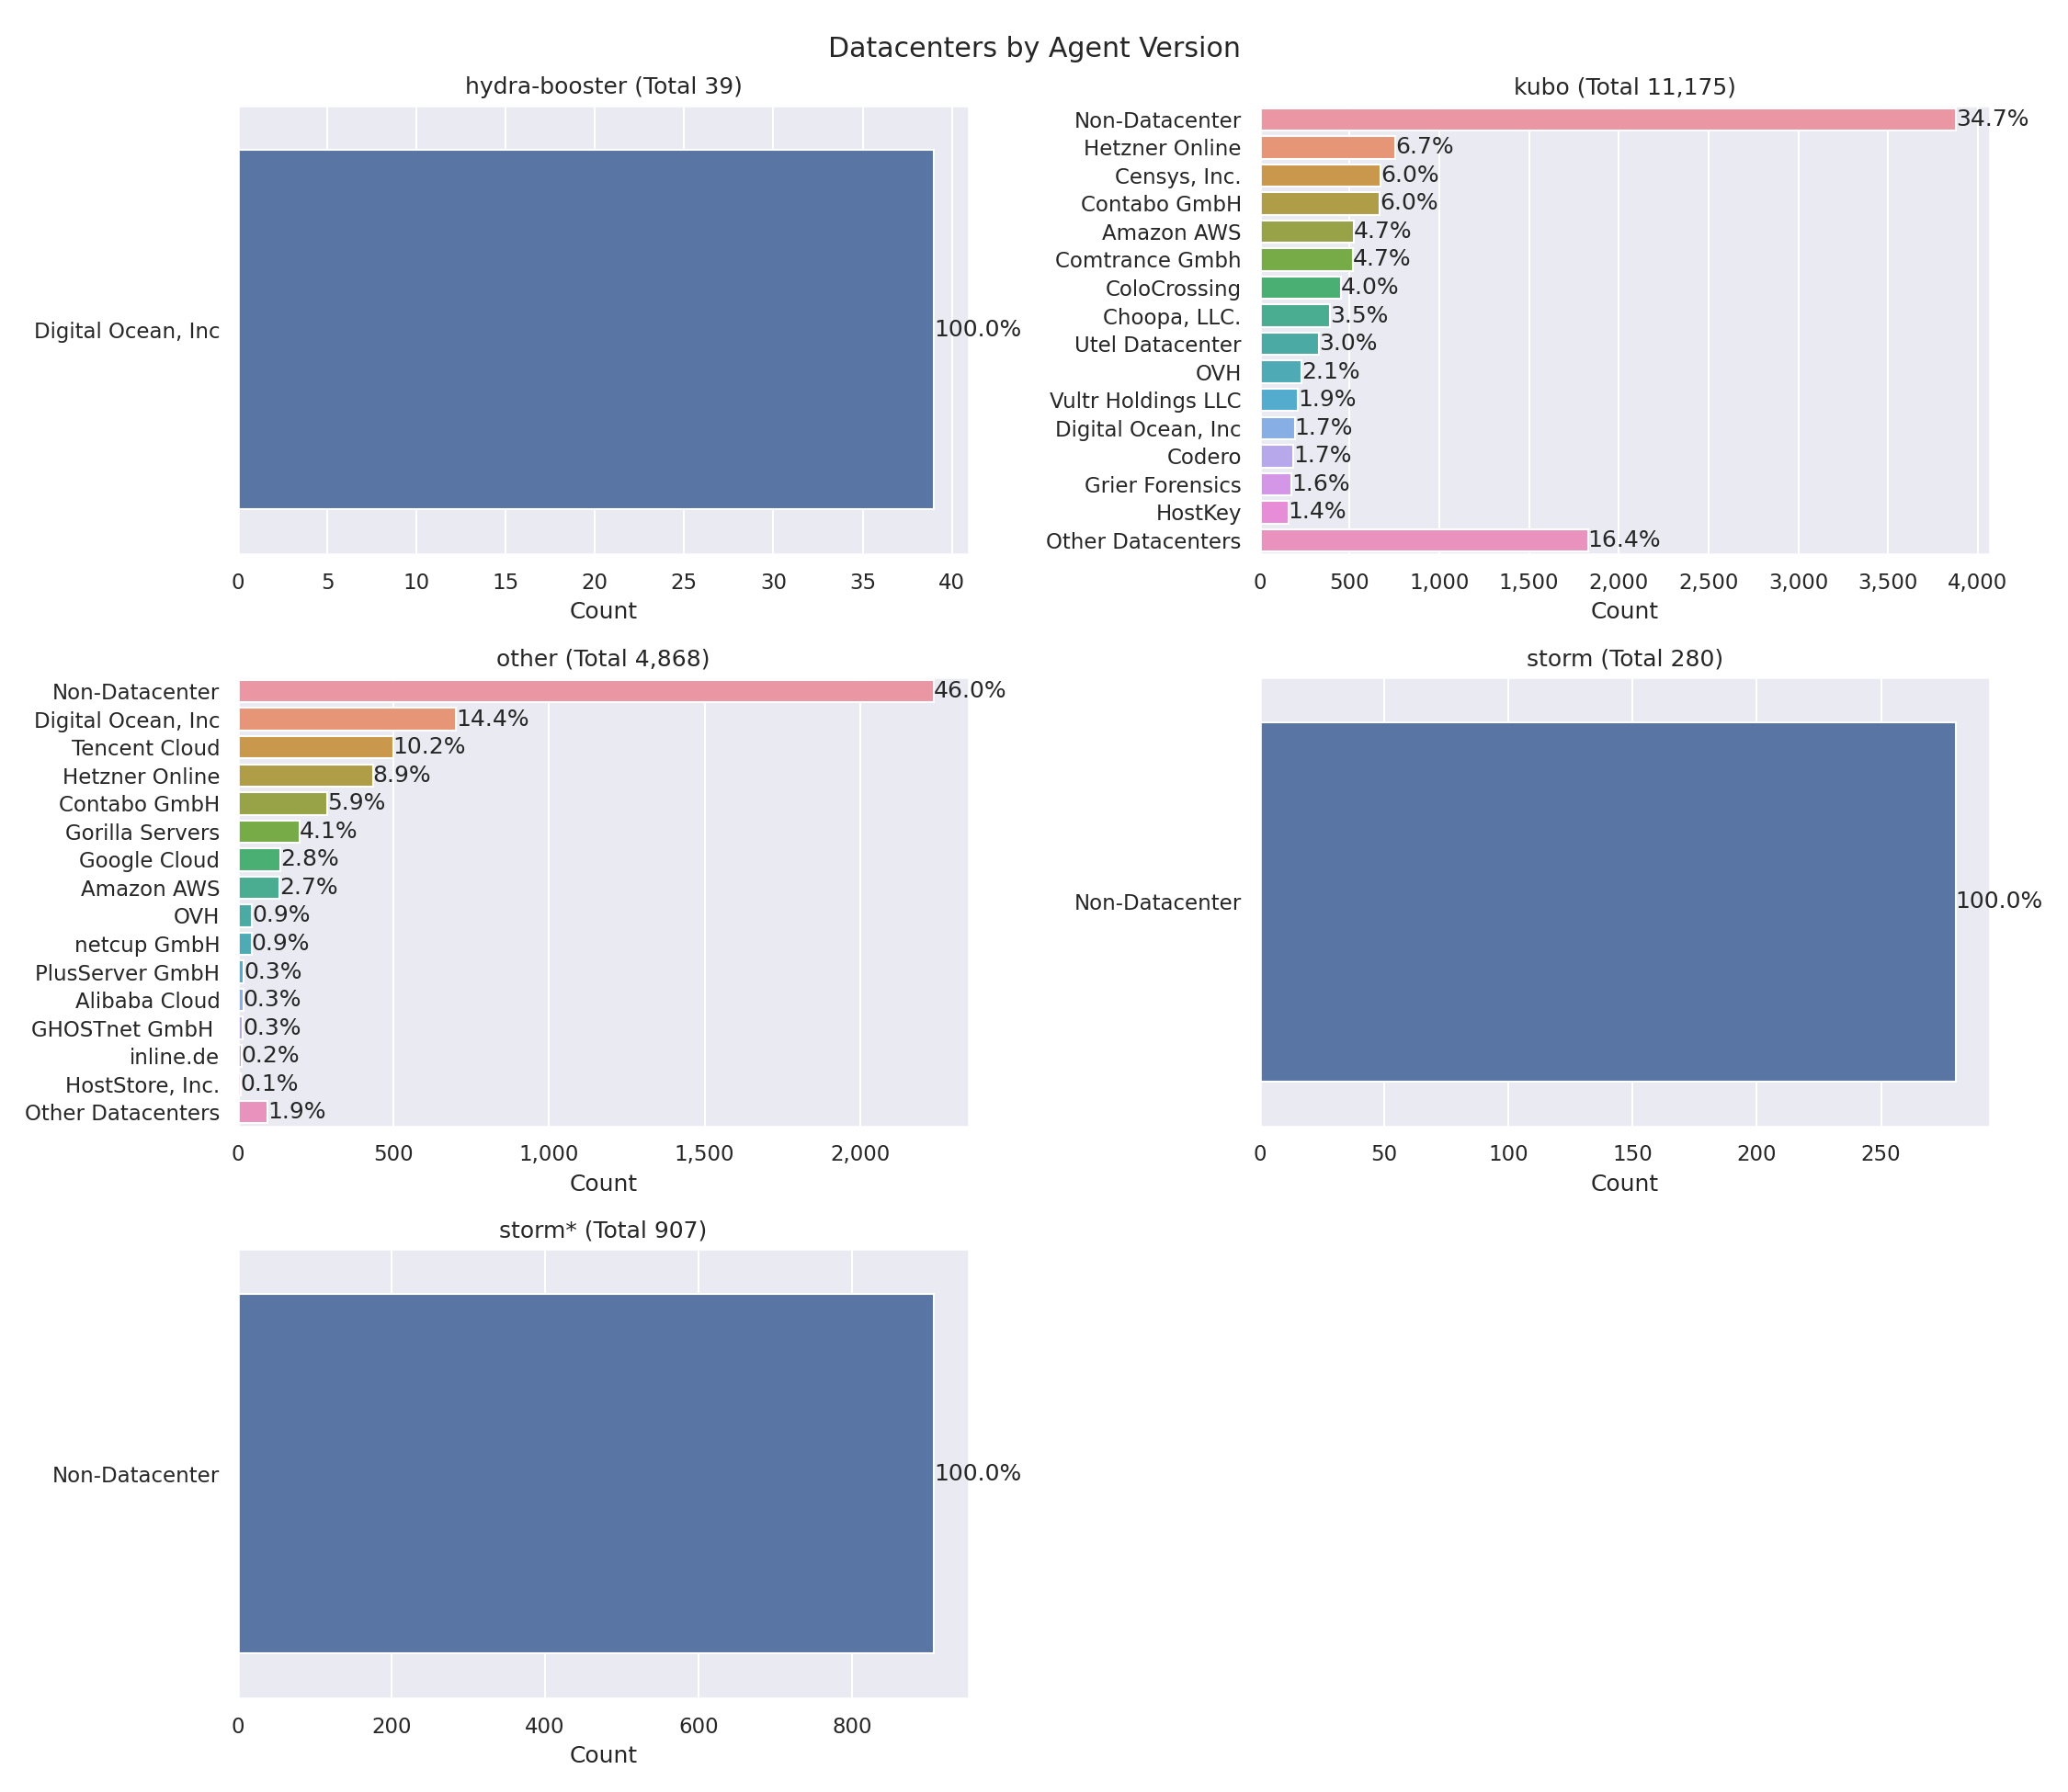 Datacenters by Agent Version
hydra-booster (Total 39)
Digital Ocean, Inc
100.0%
0 5 10 15 20 25 30 35 40
Count
kubo (Total 11,175)
Non-Datacenter 34.7%
Hetzner Online 6.7%
Censys, Inc. 6.0%
Contabo GmbH 6.0%
Amazon AWS 4.7%
Comtrance Gmbh 4.7%
ColoCrossing 4.0%
Choopa, LLC. 3.5%
Utel Datacenter 3.0%
OVH 2.1%
Vultr Holdings LLC 1.9%
Digital Ocean, Inc 1.7%
Codero 1.7%
Grier Forensics 1.6%
HostKey 1.4%
Other Datacenters 16.4%
0 500 1,000 1,500 2,000 2,500 3,000 3,500 4,000
Count
other (Total 4,868)
Non-Datacenter 46.0%
Digital Ocean, Inc 14.4%
Tencent Cloud 10.2%
Hetzner Online 8.9%
Contabo GmbH 5.9%
Gorilla Servers 4.1%
Google Cloud 2.8%
Amazon AWS 2.7%
OVH 0.9%
netcup GmbH 0.9%
PlusServer GmbH 0.3%
Alibaba Cloud 0.3%
GHOSTnet GmbH 0.3%
inline.de 0.2%
HostStore, Inc. 0.1%
Other Datacenters 1.9%
0 500 1,000 1,500 2,000
Count
storm (Total 280)
Non-Datacenter 100.0%
0 50 100 150 200 250
Count
storm* (Total 907)
Non-Datacenter 100.0%
0 200 400 600 800
Count